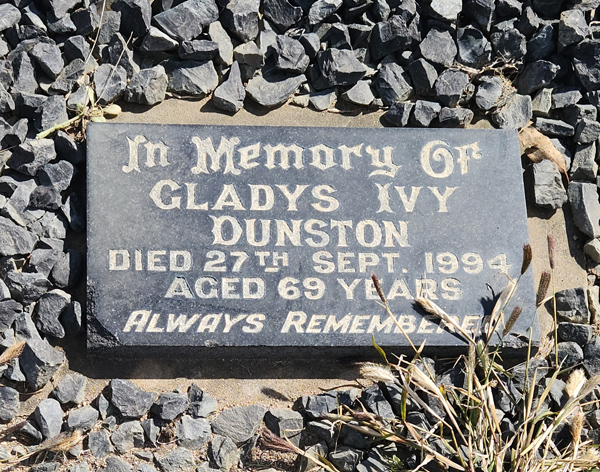 In Memory Of
GLADYS IVY
DUNSTON
DIED 27TH SEPT. 1994
AGED 69 YEARS
ALWAYS REMEMBERED